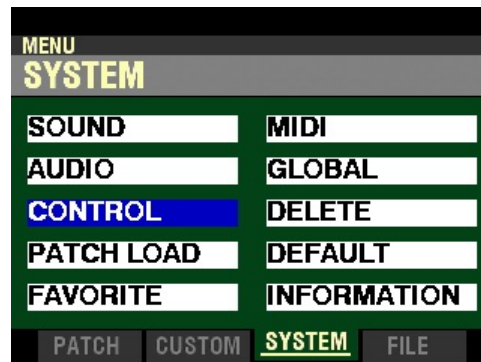 MENU
SYSTEM
SOUND MIDI
AUDIO GLOBAL
CONTROL DELETE
PATCH LOAD DEFAULT
FAVORITE INFORMATION
PATCH CUSTOM SYSTEM FILE